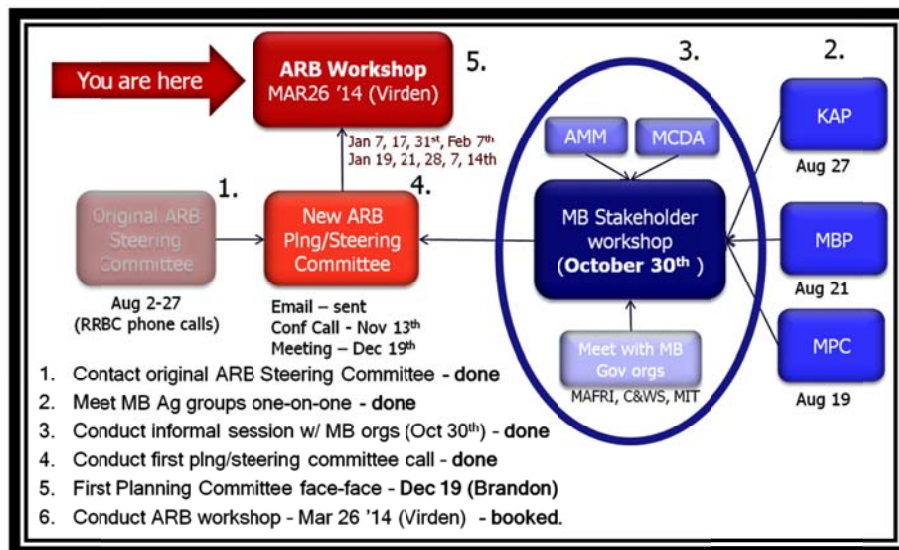 You are here
ARB Workshop
MAR26 '14 (Virden)
5.
3.
2.
KAP
Aug 27
AMM
MCDA
Jan 7, 17, 31st, Feb 7th
Jan 19, 21, 28, 7, 14th
1.
4.
Original ARB
Steering
Committee
New ARB
Plng/Steering
Committee
MB Stakeholder
workshop
(October 30th )
MBP
Aug 21
Aug 2-27
(RRBC phone calls)
Email – sent
Conf Call - Nov 13th
Meeting – Dec 19th
Meet with MB
Gov orgs
MAFRI, C&WS, MIT
MPC
Aug 19
1. Contact original ARB Steering Committee - done
2. Meet MB Ag groups one-on-one - done
3. Conduct informal session w/ MB orgs (Oct 30th) - done
4. Conduct first plng/steering committee call - done
5. First Planning Committee face-face - Dec 19 (Brandon)
6. Conduct ARB workshop - Mar 26 '14 (Virden) - booked.